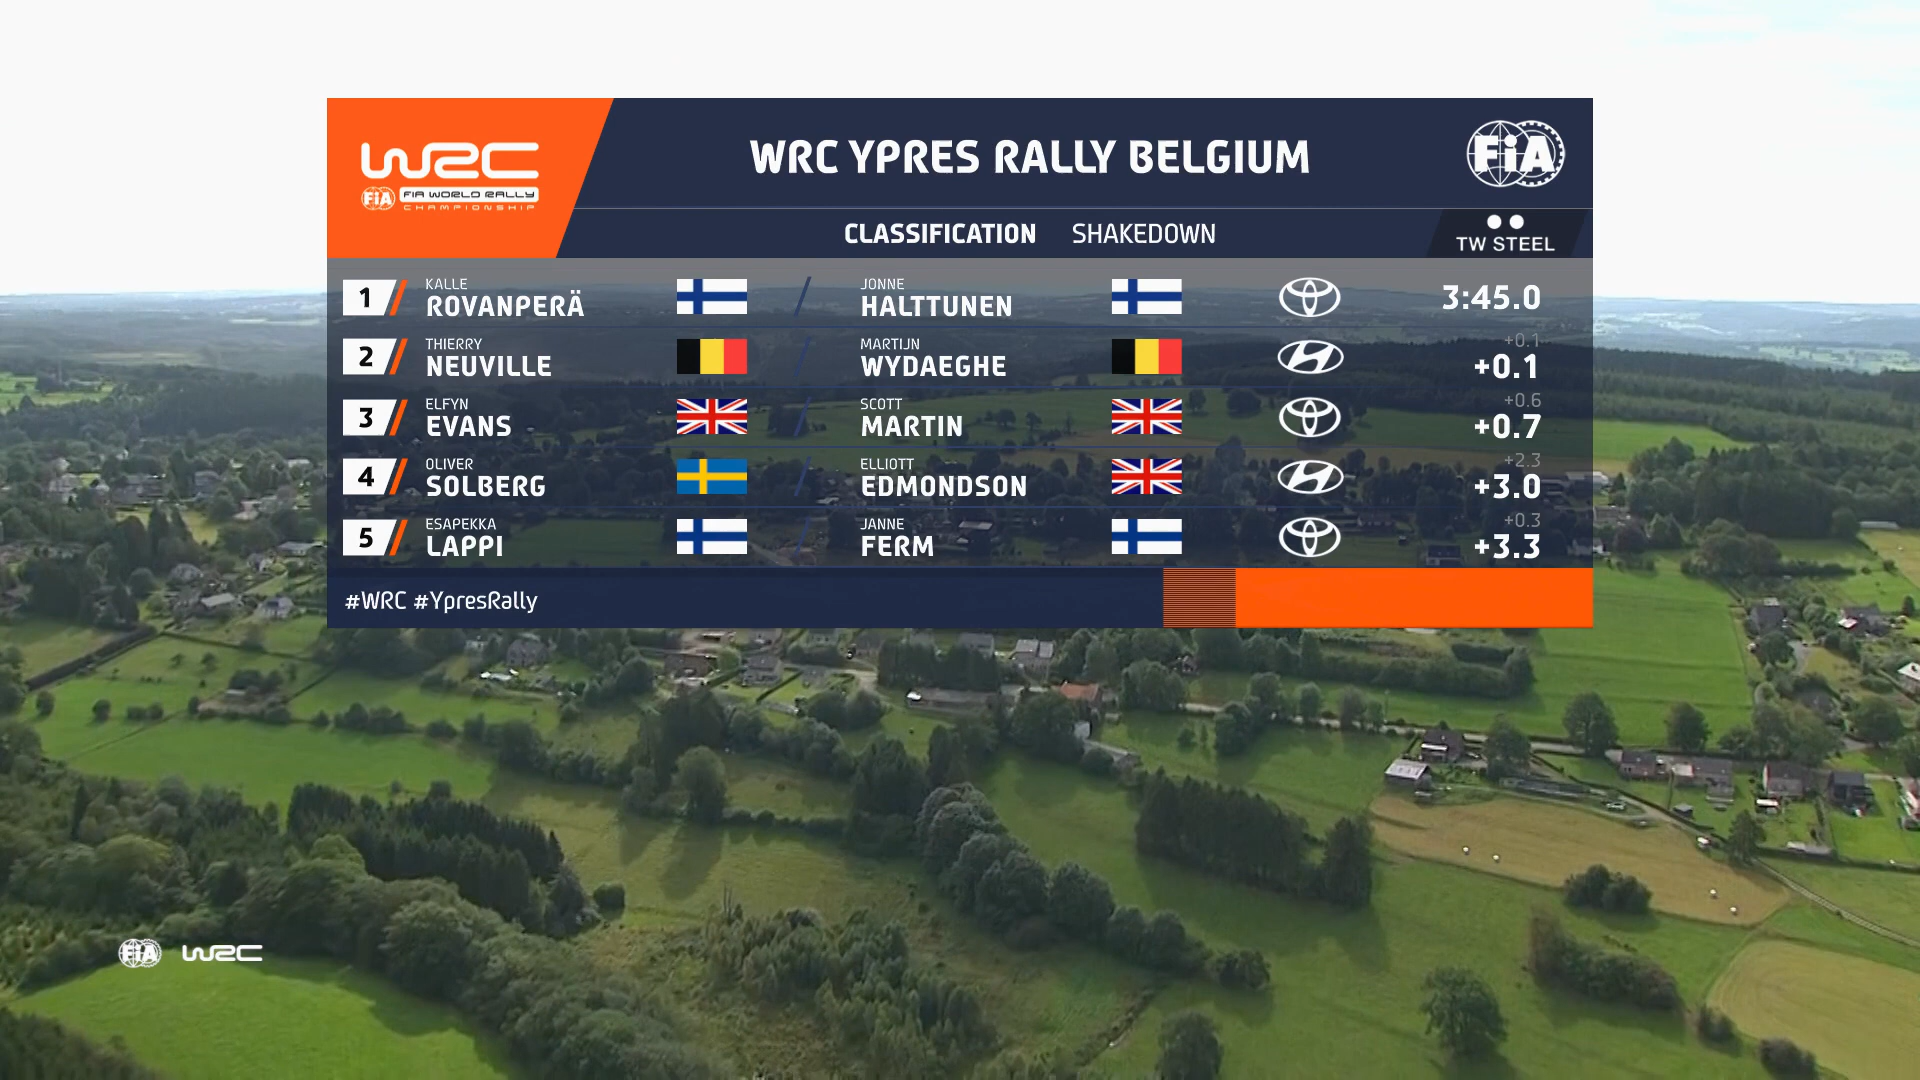 WRC
FIA
FIA WORLD RALLY
CHAMPIONSHIP
WRC YPRES RALLY BELGIUM
FIA
CLASSIFICATION SHAKEDOWN
TW STEEL
1 KALLE ROVANPERÄ JONNE HALTTUNEN 3:45.0
2 THIERRY NEUVILLE MARTIJN WYDAEGHE +0.1 +0.1
3 ELFYN EVANS SCOTT MARTIN +0.6 +0.7
4 OLIVER SOLBERG ELLIOTT EDMONDSON +2.3 +3.0
5 ESAPEKKA LAPPI JANNE FERM +0.3 +3.3
#WRC #YpresRally
FIA WRC